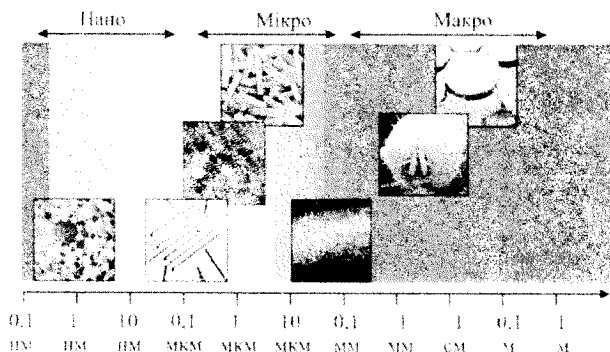 Нано Мікро Макро
0.1 1 10 0.1 1 10 0.1 1 1 0.1 1
нм нм нм мкм мкм мкм мм мм см м м